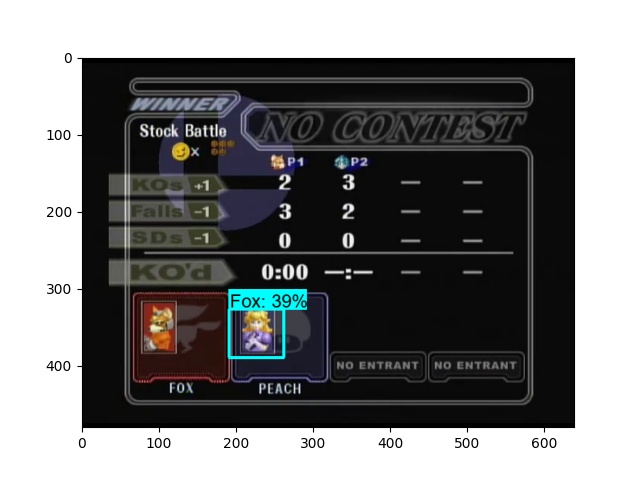 0
100
200
300
400
0 100 200 300 400 500 600
WINNER
NO CONTEST
Stock Battle
x
P1 P2
KOs +1 2 3 — —
Falls -1 3 2 — —
SDs -1 0 0 — —
KO'd 0:00 —:— — —
Fox: 39%
NO ENTRANT NO ENTRANT
FOX PEACH